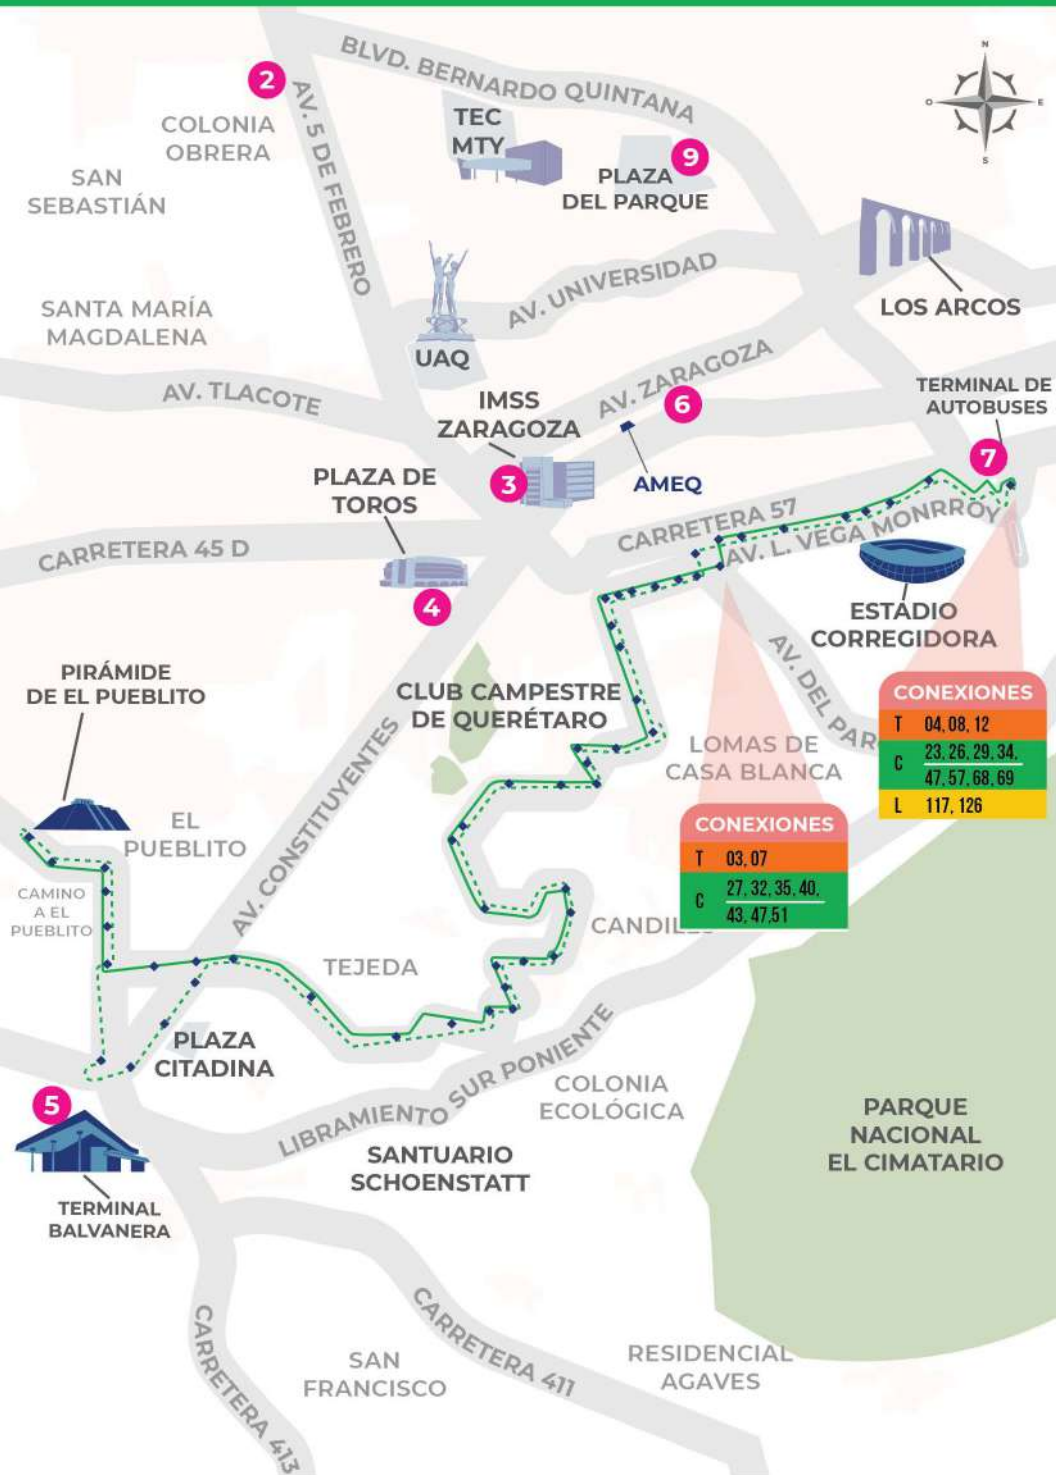 N
O
E
S
BLVD. BERNARDO QUINTANA
2
AV. 5 DE FEBRERO
COLONIA
OBRERA
TEC
MTY
9
PLAZA
DEL PARQUE
SAN
SEBASTIÁN
AV. UNIVERSIDAD
LOS ARCOS
SANTA MARÍA
MAGDALENA
UAQ
AV. TLACOTE
AV. ZARAGOZA
6
TERMINAL DE
AUTOBUSES
IMSS
ZARAGOZA
3
AMEQ
7
PLAZA DE
TOROS
CARRETERA 57
AV. L. VEGA MONRROY
CARRETERA 45 D
4
ESTADIO
CORREGIDORA
AV. DEL PAR
PIRÁMIDE
DE EL PUEBLITO
CLUB CAMPESTRE
DE QUERÉTARO
CONEXIONES
T 04, 08, 12
C 23, 26, 29, 34,
47, 57, 68, 69
L 117, 126
LOMAS DE
CASA BLANCA
AV. CONSTITUYENTES
EL
PUEBLITO
CONEXIONES
T 03, 07
C 27, 32, 35, 40,
43, 47,51
CAMINO
A EL
PUEBLITO
TEJEDA
PLAZA
CITADINA
LIBRAMIENTO SUR PONIENTE
COLONIA
ECOLÓGICA
5
TERMINAL
BALVANERA
SANTUARIO
SCHOENSTATT
PARQUE
NACIONAL
EL CIMATARIO
CARRETERA 413
CARRETERA 411
SAN
FRANCISCO
RESIDENCIAL
AGAVES